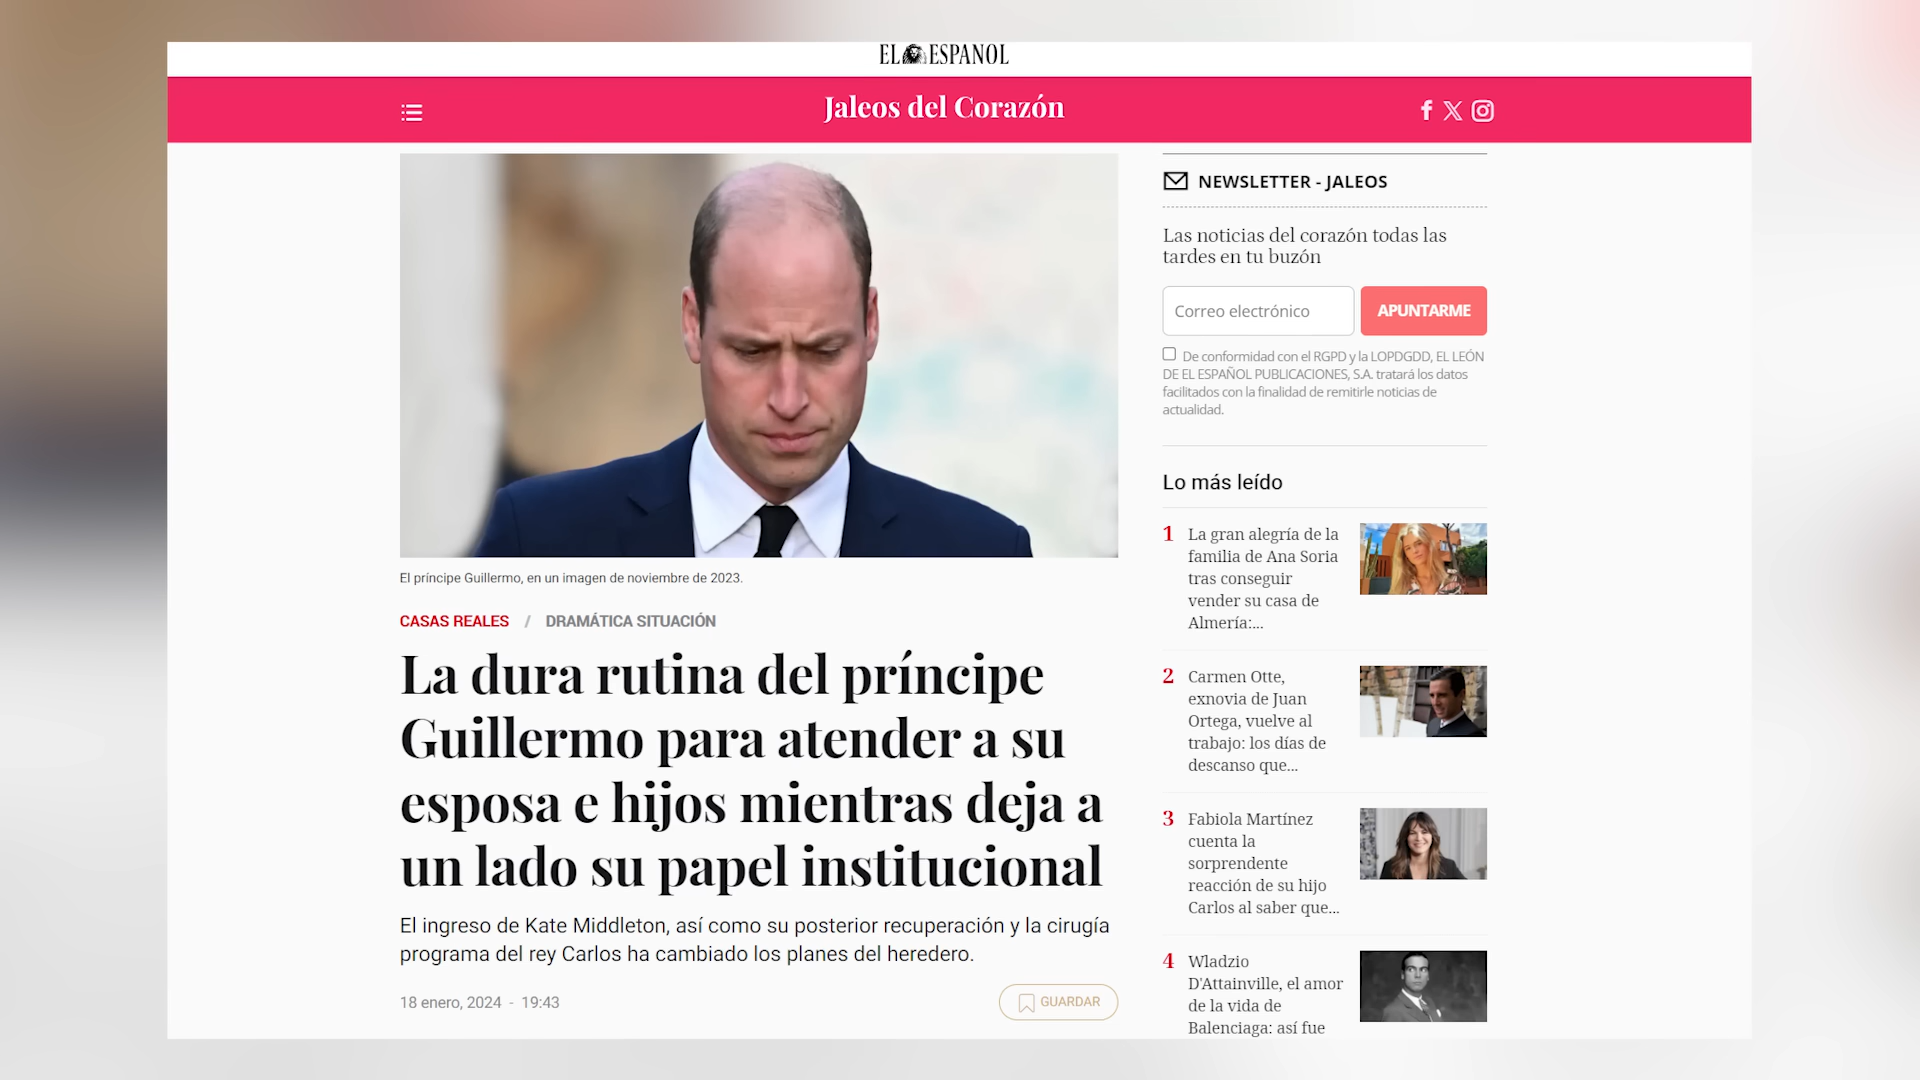 EL ESPAÑOL
Jaleos del Corazón
El príncipe Guillermo, en un imagen de noviembre de 2023.
CASAS REALES / DRAMÁTICA SITUACIÓN
La dura rutina del príncipe
Guillermo para atender a su
esposa e hijos mientras deja a
un lado su papel institucional
El ingreso de Kate Middleton, así como su posterior recuperación y la cirugía
programa del rey Carlos ha cambiado los planes del heredero.
18 enero, 2024 - 19:43
GUARDAR
NEWSLETTER - JALEOS
Las noticias del corazón todas las
tardes en tu buzón
Correo electrónico
APUNTARME
De conformidad con el RGPD y la LOPDGDD, EL LEÓN
DE EL ESPAÑOL PUBLICACIONES, S.A. tratará los datos
facilitados con la finalidad de remitirle noticias de
actualidad.
Lo más leído
1 La gran alegría de la
familia de Ana Soria
tras conseguir
vender su casa de
Almería:...
2 Carmen Otte,
exnovia de Juan
Ortega, vuelve al
trabajo: los días de
descanso que...
3 Fabiola Martínez
cuenta la
sorprendente
reacción de su hijo
Carlos al saber que...
4 Wladzio
D'Attainville, el amor
de la vida de
Balenciaga: así fue